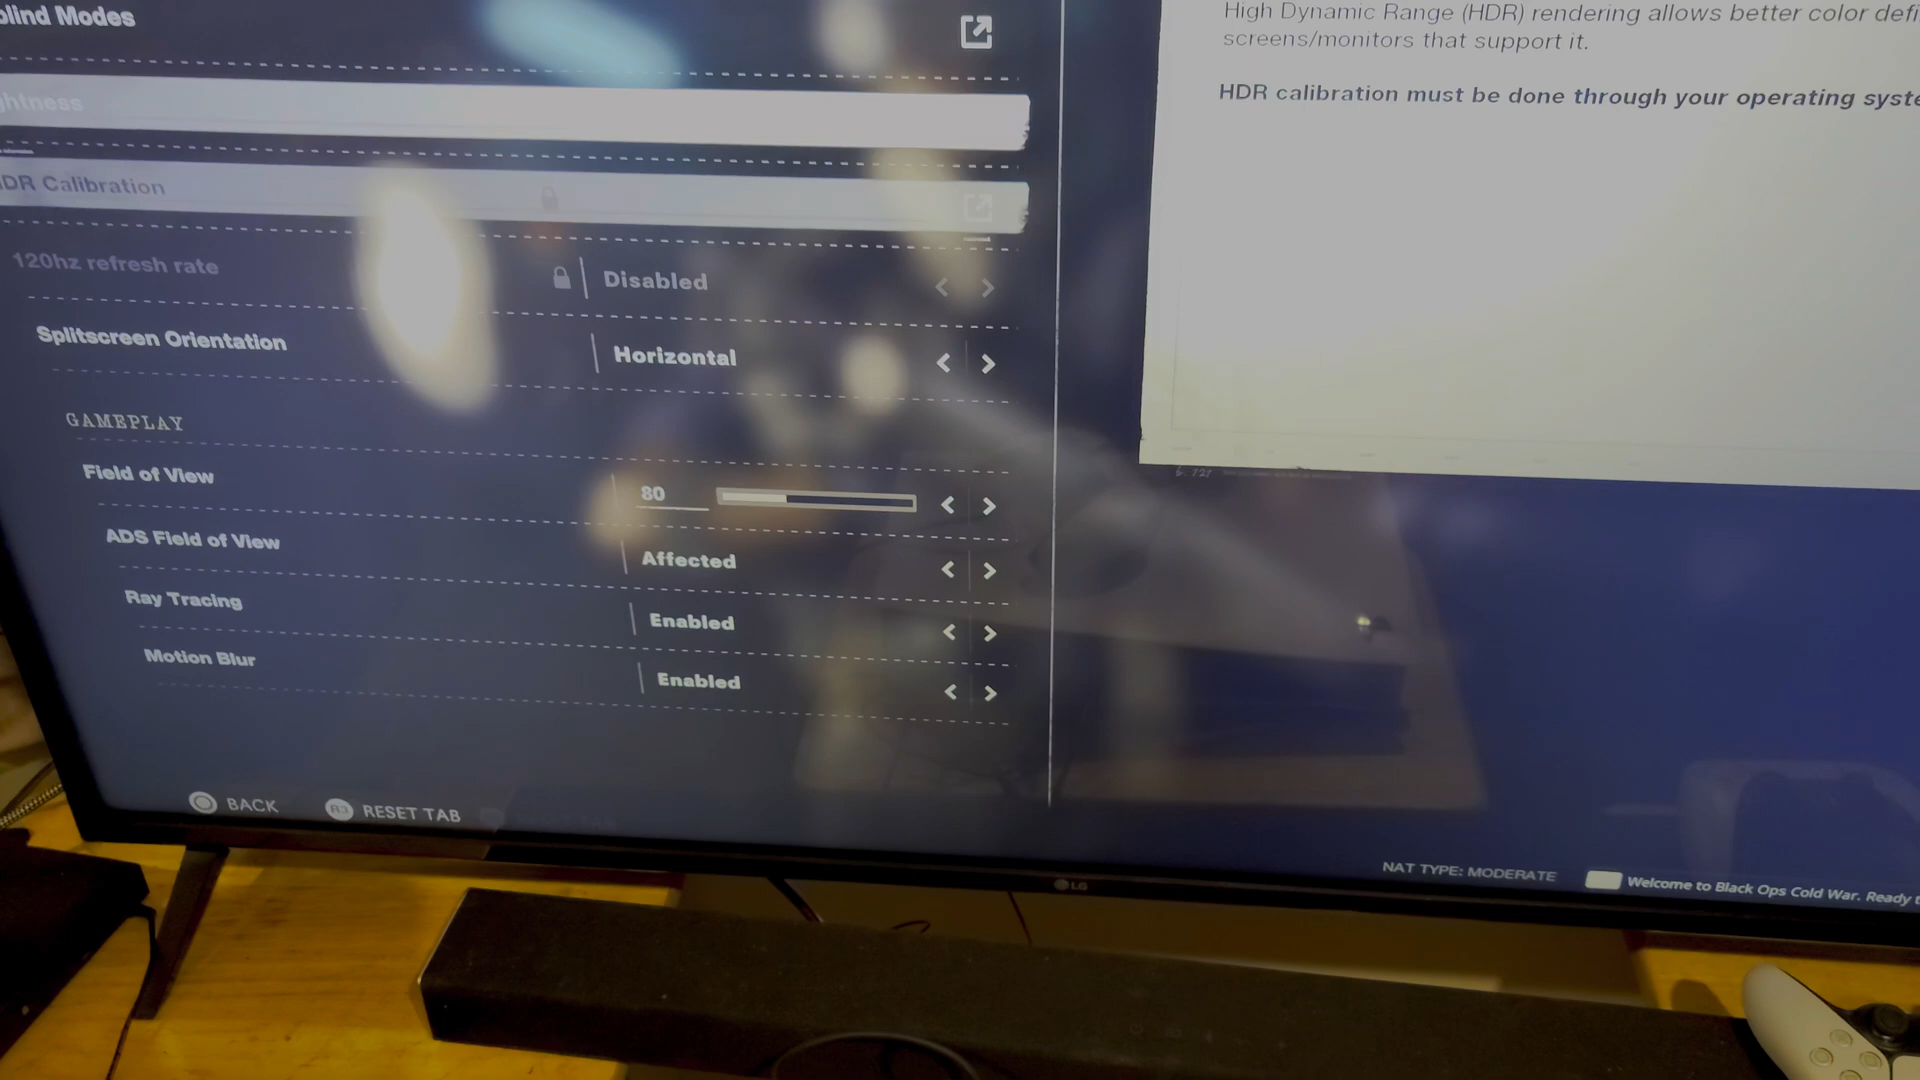 lind Modes
ghtness
DR Calibration
120hz refresh rate
Disabled
Splitscreen Orientation
Horizontal
GAMEPLAY
Field of View
80
ADS Field of View
Affected
Ray Tracing
Enabled
Motion Blur
Enabled
BACK
R3 RESET TAB
High Dynamic Range (HDR) rendering allows better color defi
screens/monitors that support it.
HDR calibration must be done through your operating syste
NAT TYPE: MODERATE
Welcome to Black Ops Cold War. Ready t
LG